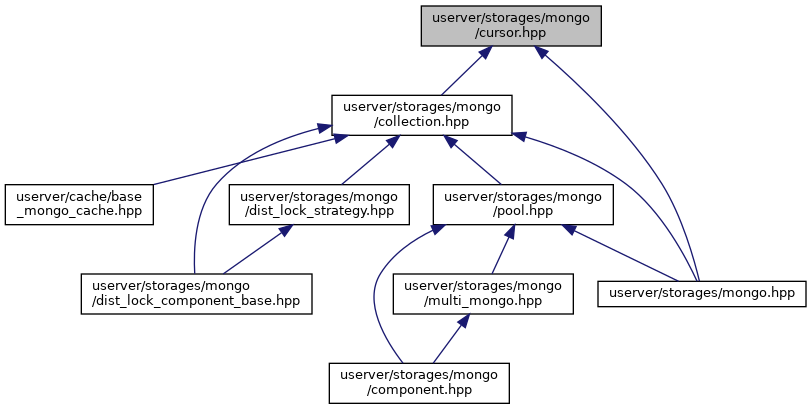 userver/storages/mongo
/cursor.hpp
userver/storages/mongo
/collection.hpp
userver/cache/base
_mongo_cache.hpp
userver/storages/mongo
/dist_lock_strategy.hpp
userver/storages/mongo
/pool.hpp
userver/storages/mongo
/dist_lock_component_base.hpp
userver/storages/mongo
/multi_mongo.hpp
userver/storages/mongo.hpp
userver/storages/mongo
/component.hpp